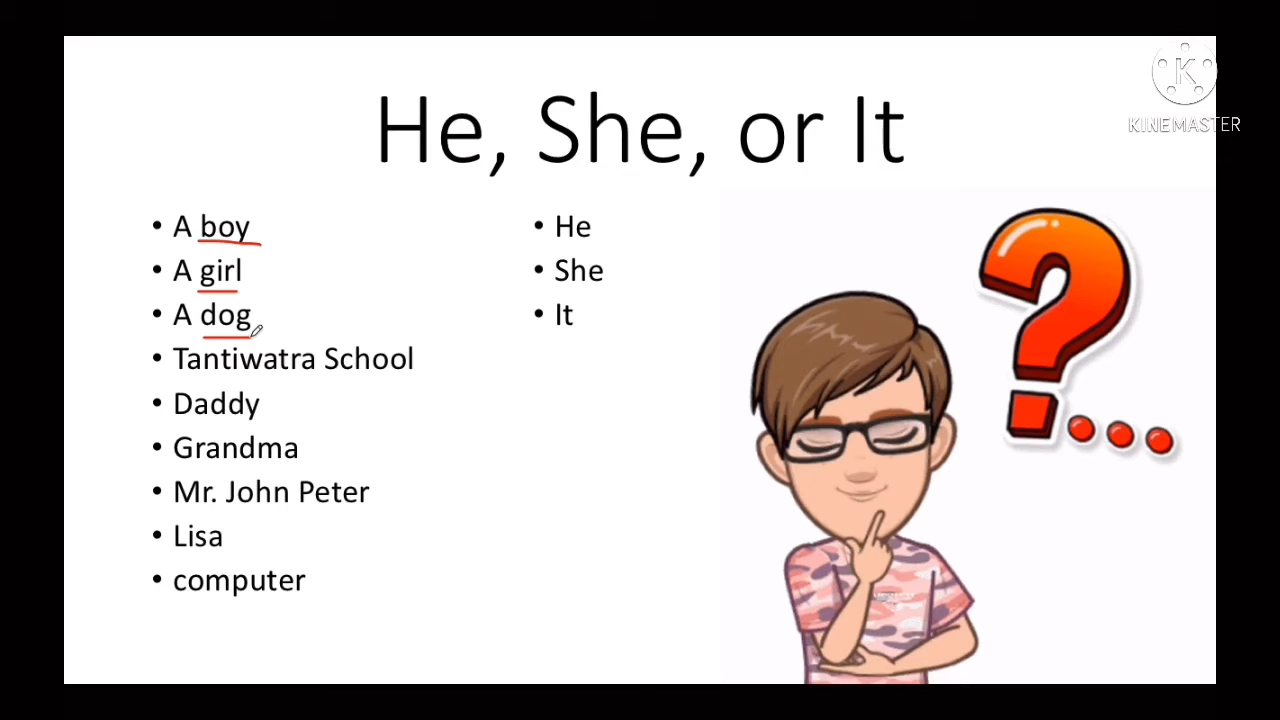 He, She, or It
KINEMASTER
• A boy
• A girl
• A dog
• Tantiwatra School
• Daddy
• Grandma
• Mr. John Peter
• Lisa
• computer
• He
• She
• It